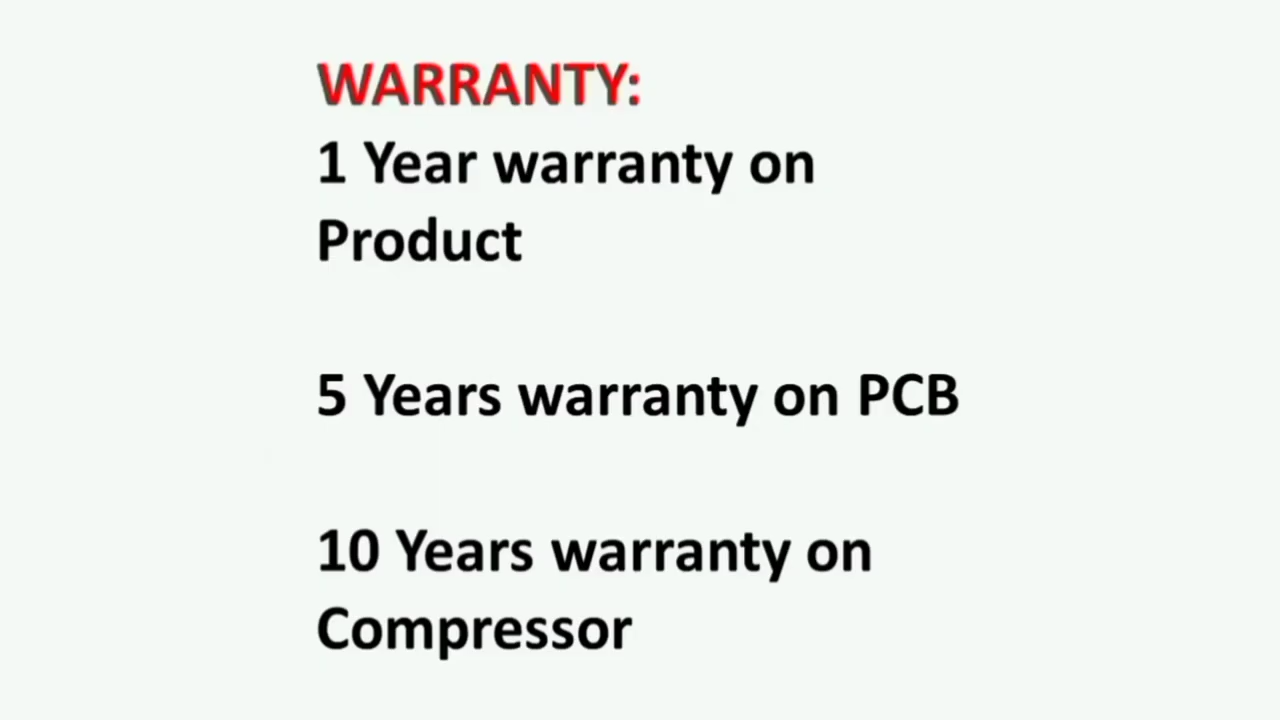 WARRANTY:
1 Year warranty on
Product
5 Years warranty on PCB
10 Years warranty on
Compressor